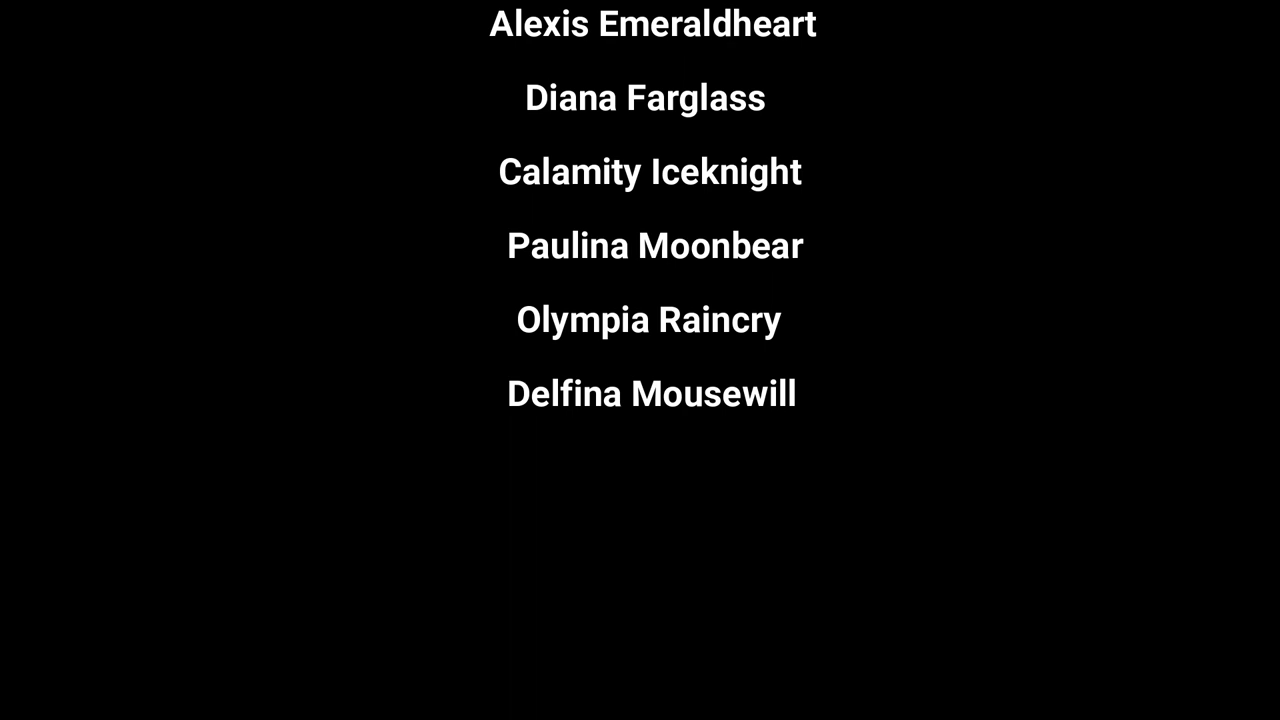 Alexis Emeraldheart
Diana Farglass
Calamity Iceknight
Paulina Moonbear
Olympia Raincry
Delfina Mousewill